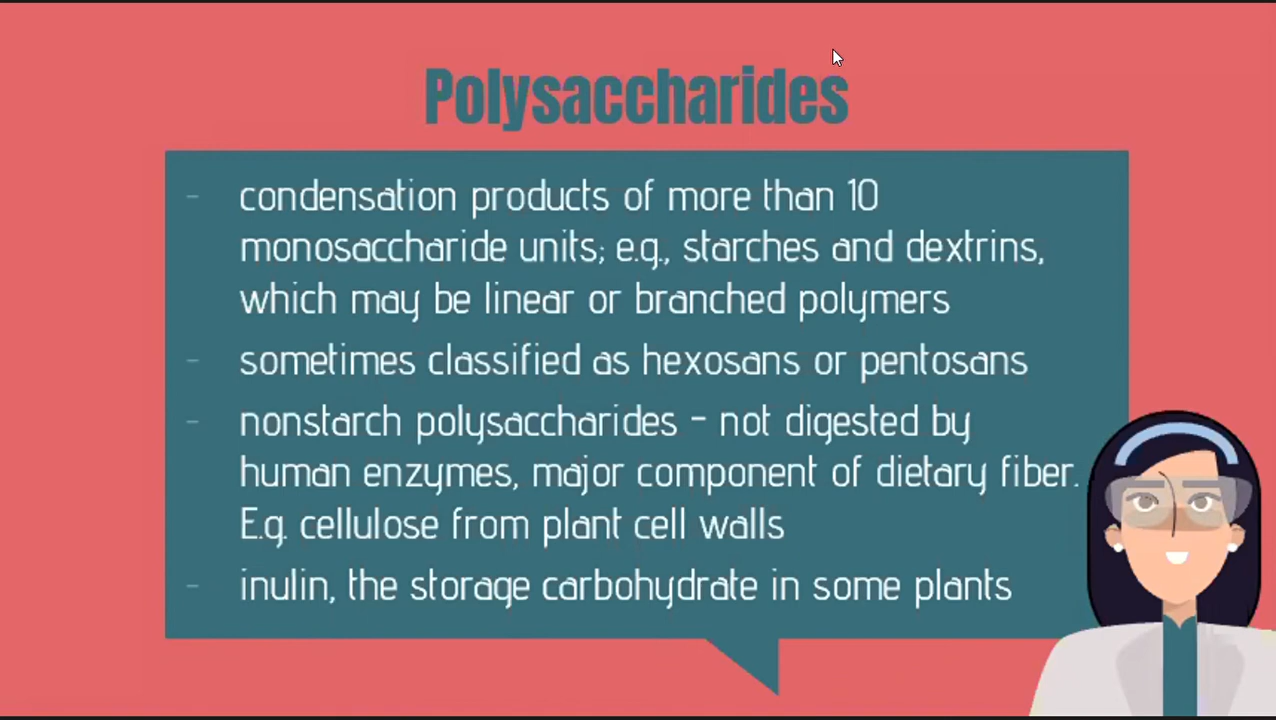 Polysaccharides
- condensation products of more than 10
monosaccharide units; e.g., starches and dextrins,
which may be linear or branched polymers
- sometimes classified as hexosans or pentosans
- nonstarch polysaccharides - not digested by
human enzymes, major component of dietary fiber.
E.g. cellulose from plant cell walls
- inulin, the storage carbohydrate in some plants